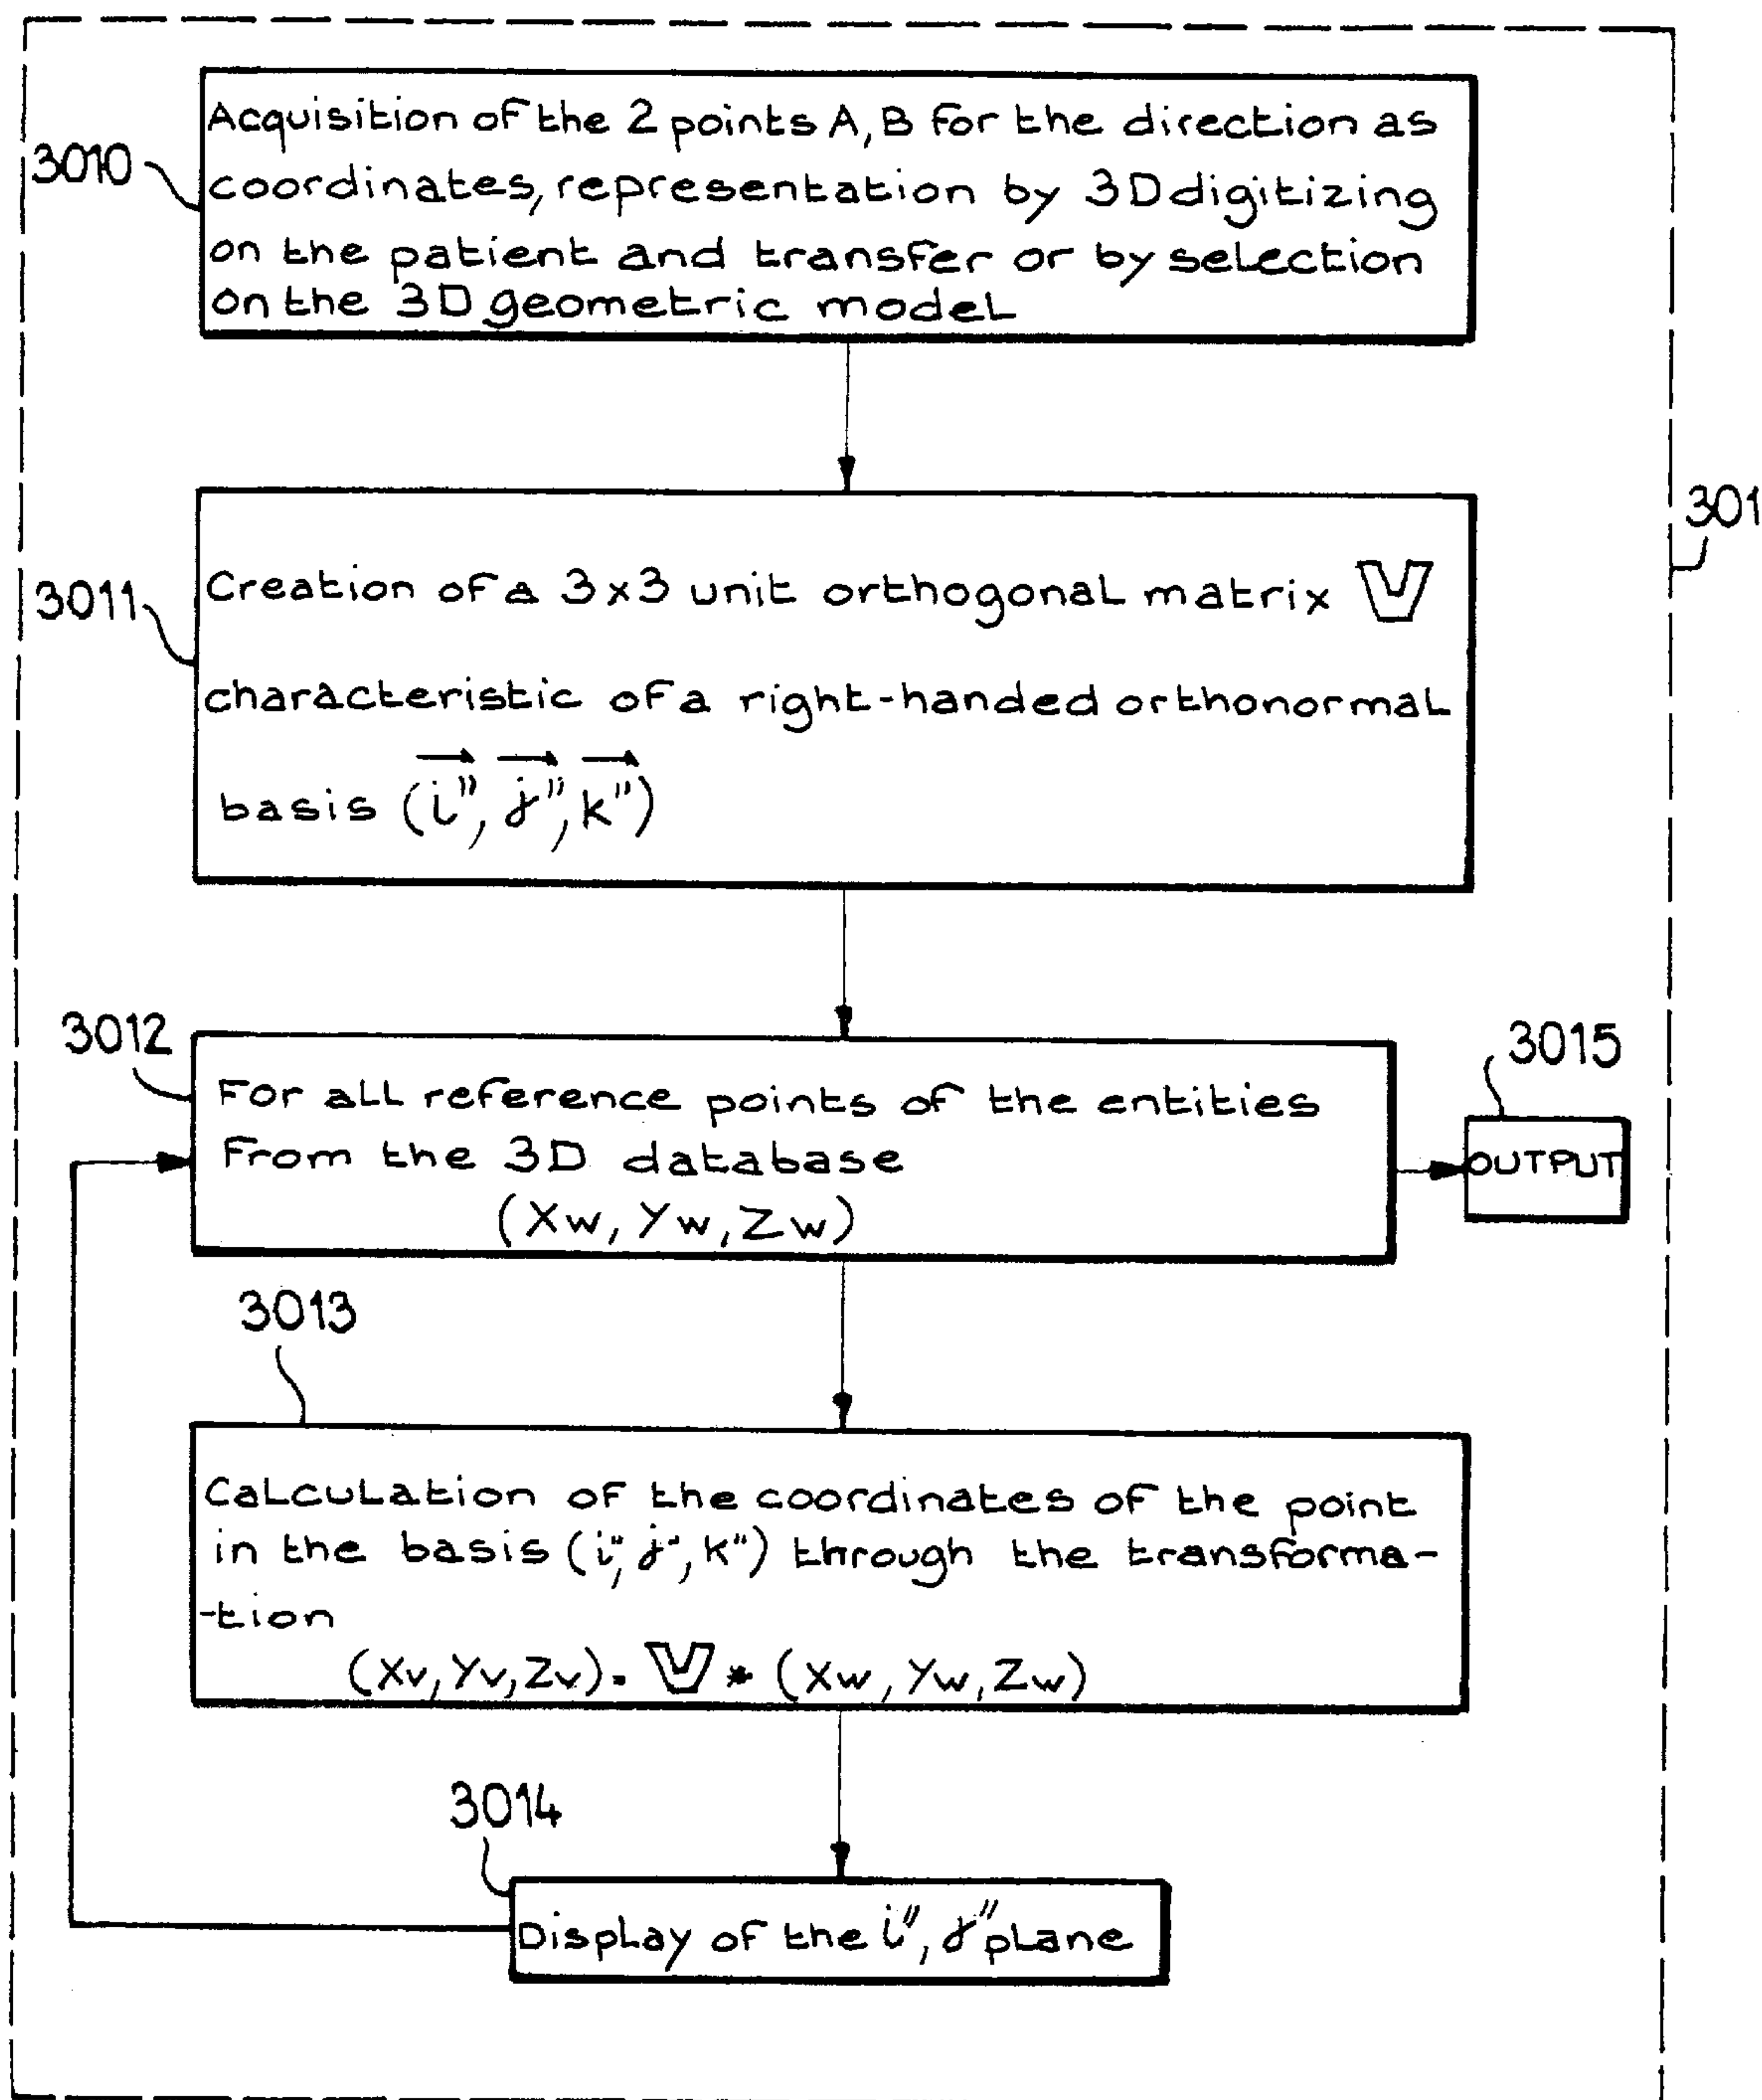 3010
Acquisition of the 2 points A, B for the direction as
coordinates, representation by 3D digitizing
on the patient and transfer or by selection
on the 3D geometric model
301
3011
Creation of a 3x3 unit orthogonal matrix V
characteristic of a right-handed orthonormal
basis (i", j", k")
3012
For all reference points of the entities
from the 3D database
(Xw, Yw, Zw)
3015
OUTPUT
3013
Calculation of the coordinates of the point
in the basis (i", j", k") through the transforma-
-tion
(Xv, Yv, Zv) = V * (Xw, Yw, Zw)
3014
Display of the i", j" plane